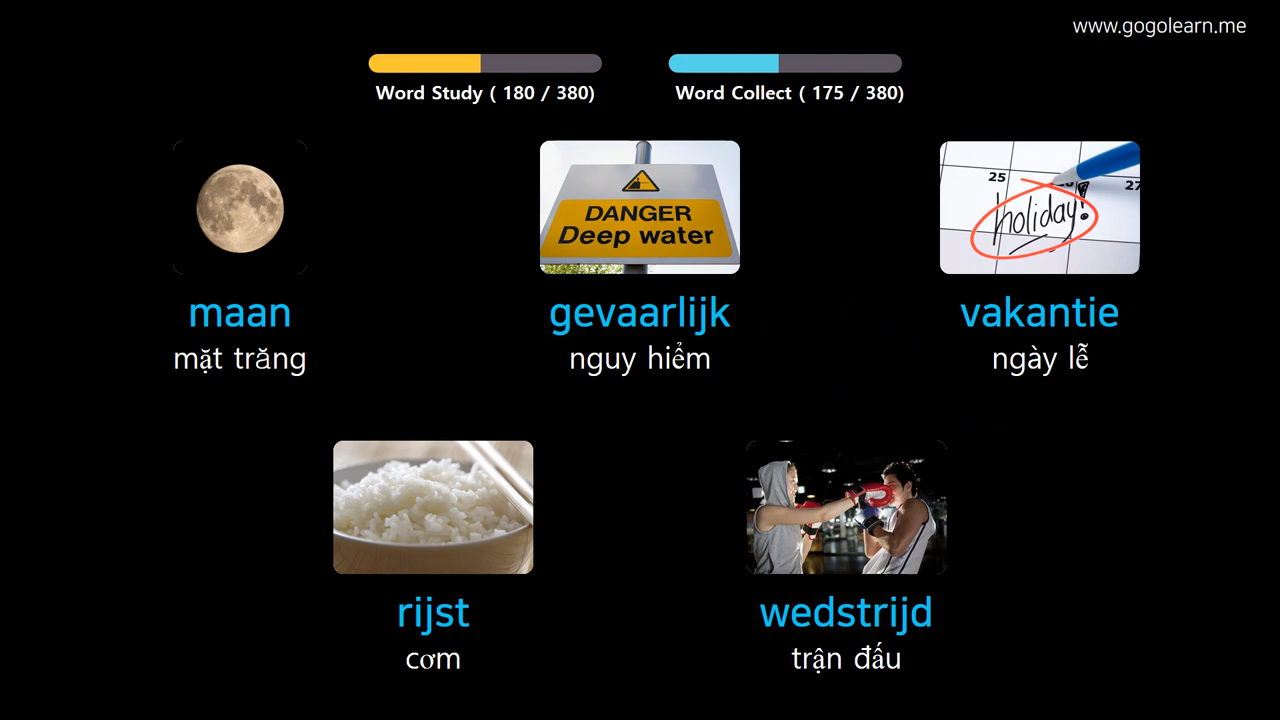 www.gogolearn.me
Word Study ( 180 / 380)
Word Collect ( 175 / 380)
DANGER
Deep water
25
27
holiday!
maan
gevaarlijk
vakantie
mặt trăng
nguy hiểm
ngày lễ
rijst
wedstrijd
cơm
trận đấu